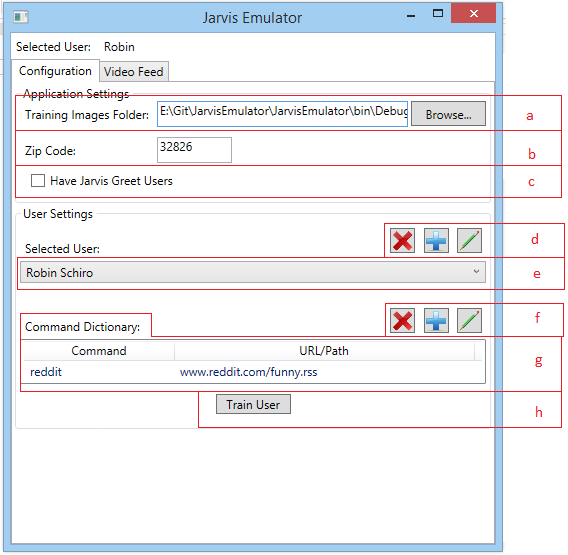 Jarvis Emulator
Selected User: Robin
Configuration Video Feed
Application Settings
Training Images Folder: E:\Git\JarvisEmulator\JarvisEmulator\bin\Debug Browse... a
Zip Code: 32826 b
Have Jarvis Greet Users c
User Settings
d
Selected User:
Robin Schiro e
f
Command Dictionary:
Command URL/Path
g
reddit www.reddit.com/funny.rss
Train User h